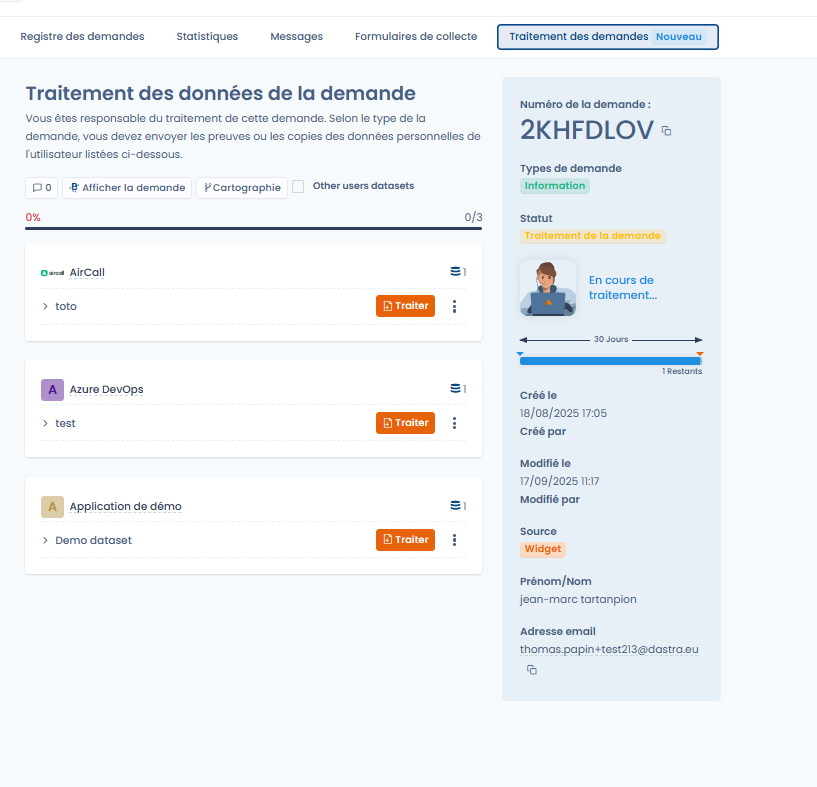 Registre des demandes Statistiques Messages Formulaires de collecte Traitement des demandes Nouveau
Traitement des données de la demande
Vous êtes responsable du traitement de cette demande. Selon le type de la
demande, vous devez envoyer les preuves ou les copies des données personnelles de
l'utilisateur listées ci-dessous.
0 Afficher la demande Cartographie Other users datasets
0% 0/3
aircall AirCall 1
toto Traiter
A Azure DevOps 1
test Traiter
A Application de démo 1
Demo dataset Traiter
Numéro de la demande :
2KHFDLOV
Types de demande
Information
Statut
Traitement de la demande
En cours de
traitement...
30 Jours
1 Restants
Créé le
18/08/2025 17:05
Créé par
Modifié le
17/09/2025 11:17
Modifié par
Source
Widget
Prénom/Nom
jean-marc tartanpion
Adresse email
thomas.papin+test213@dastra.eu